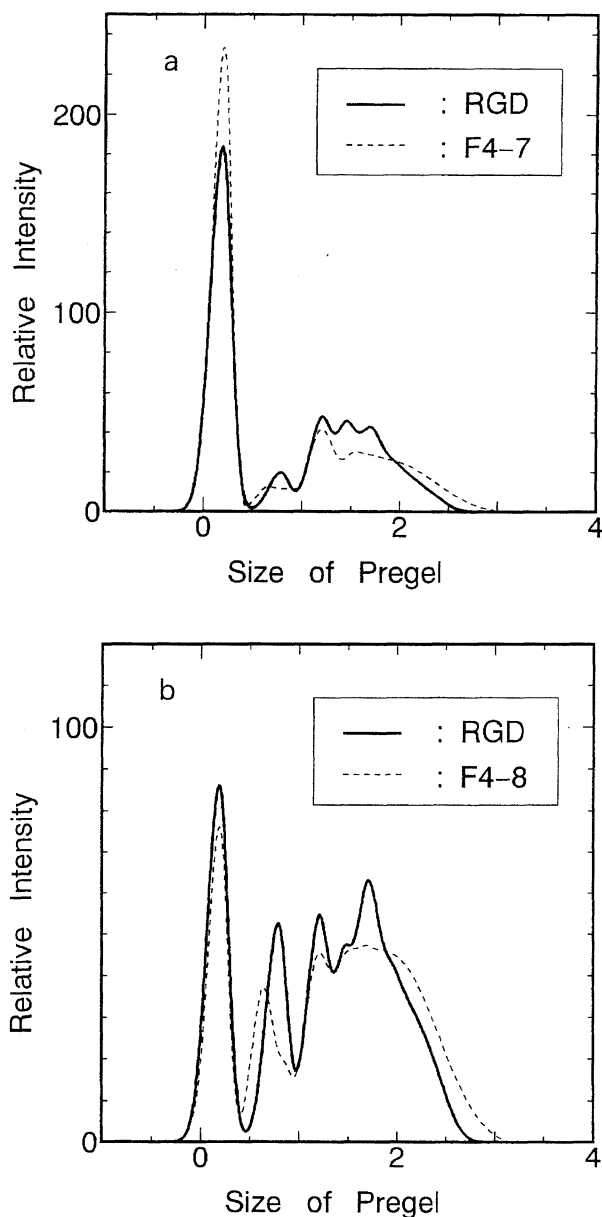 a
: RGD
: F4-7
200
100
0
Relative Intensity
0
2
4
Size of Pregel
b
: RGD
: F4-8
100
0
Relative Intensity
0
2
4
Size of Pregel